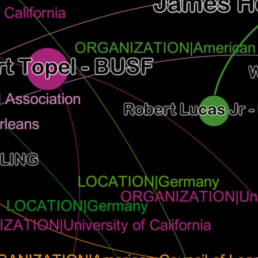 James
California
ORGANIZATION|American
rt Topel - BUSF
W
Association
Robert Lucas Jr -
rleans
LING
LOCATION|Germany
ORGANIZATION|Un
LOCATION|Germany
IZATION|University of California